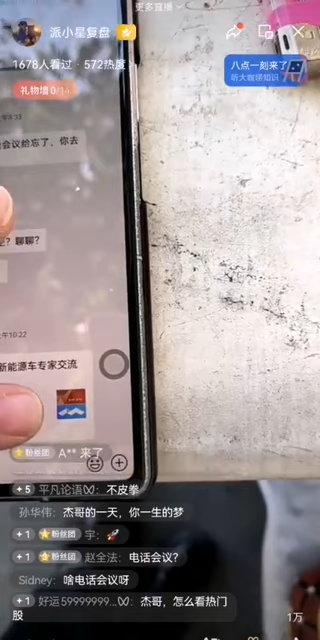 更多直播
派小星复盘
1678人看过 · 572热度
八点一刻来了
听大咖谈知识
礼物墙 0/14
会议给忘了，你去
？聊聊？
午10:22
新能源车专家交流
粉丝团 A** 来了
+5 平凡论语 : 不皮拳
孙华伟: 杰哥的一天，你一生的梦
+1 粉丝团 宇: 🚀
+1 粉丝团 赵全法: 电话会议？
Sidney: 啥电话会议呀
+1 好运59999999... : 杰哥，怎么看热门
股
1万